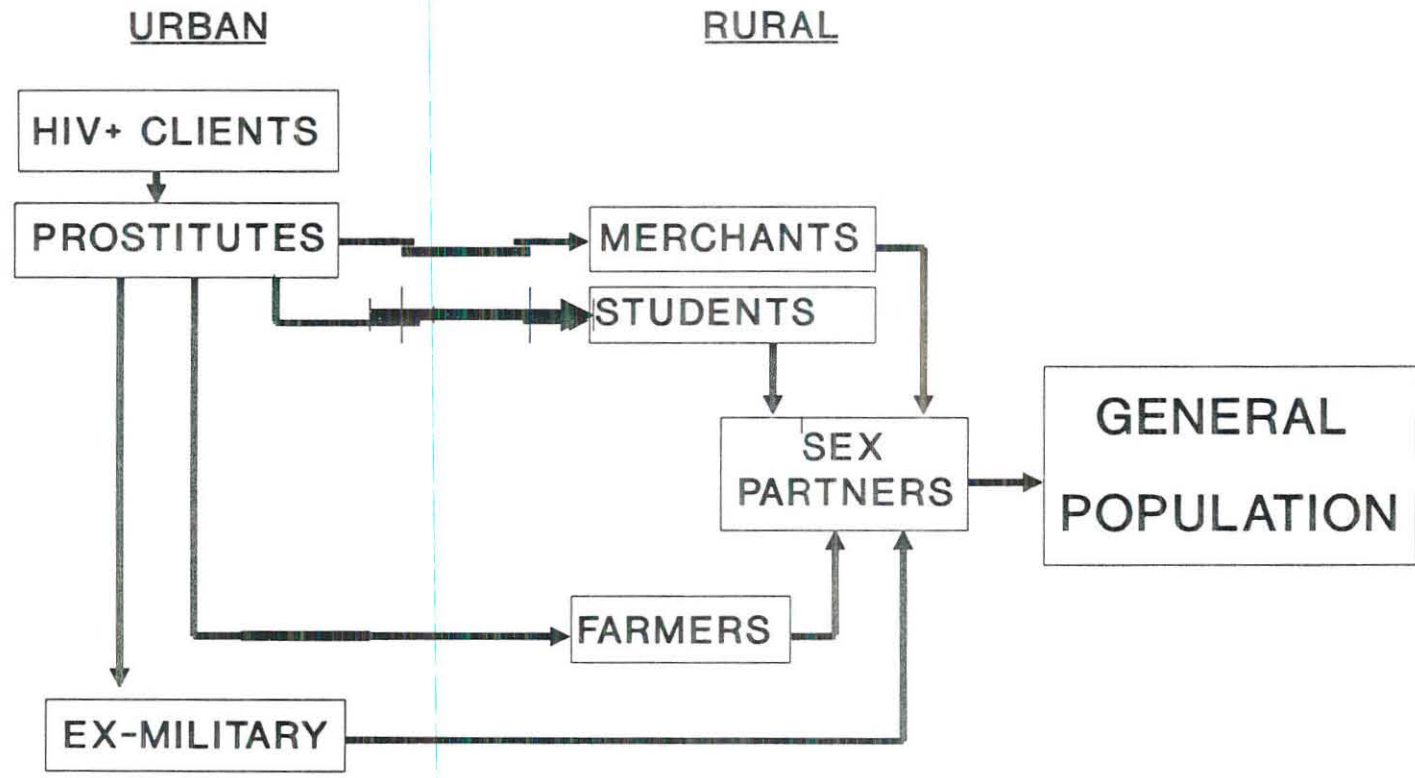 URBAN
RURAL
HIV+ CLIENTS
PROSTITUTES
MERCHANTS
STUDENTS
SEX
PARTNERS
GENERAL
POPULATION
FARMERS
EX-MILITARY